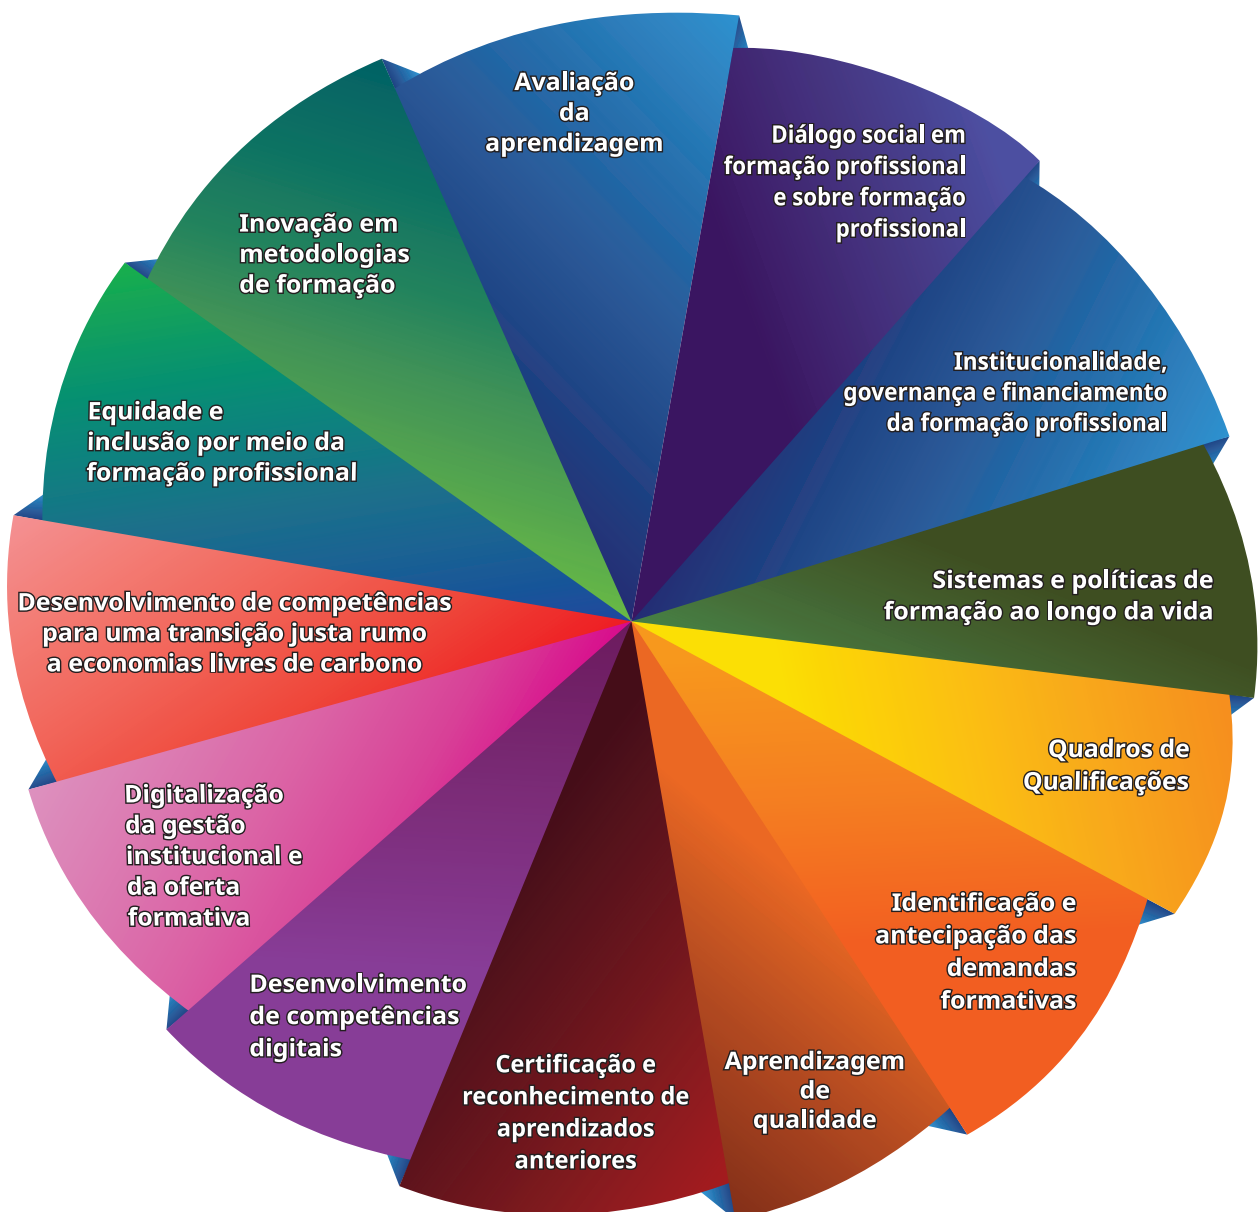 Avaliação
da
aprendizagem
Diálogo social em
formação profissional
e sobre formação
profissional
Institucionalidade,
governança e financiamento
da formação profissional
Sistemas e políticas de
formação ao longo da vida
Quadros de
Qualificações
Identificação e
antecipação das
demandas
formativas
Aprendizagem
de
qualidade
Certificação e
reconhecimento de
aprendizados
anteriores
Desenvolvimento
de competências
digitais
Digitalização
da gestão
institucional e
da oferta
formativa
Desenvolvimento de competências
para uma transição justa rumo
a economias livres de carbono
Equidade e
inclusão por meio da
formação profissional
Inovação em
metodologias
de formação